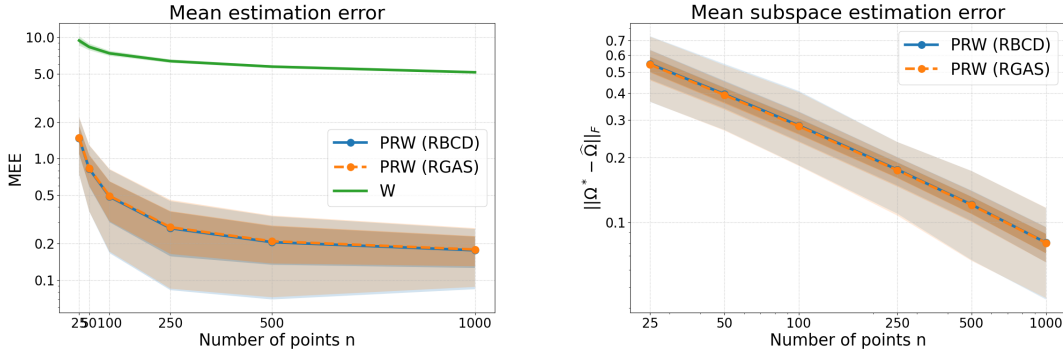 Mean estimation error
10.0
5.0
2.0
1.0
0.5
0.2
0.1
MEE
PRW (RBCD)
PRW (RGAS)
W
25 50 100 250 500 1000
Number of points n
Mean subspace estimation error
0.7
0.6
0.5
0.4
0.3
0.2
0.1
||Ω* − Ω̂||_F
PRW (RBCD)
PRW (RGAS)
25 50 100 250 500 1000
Number of points n